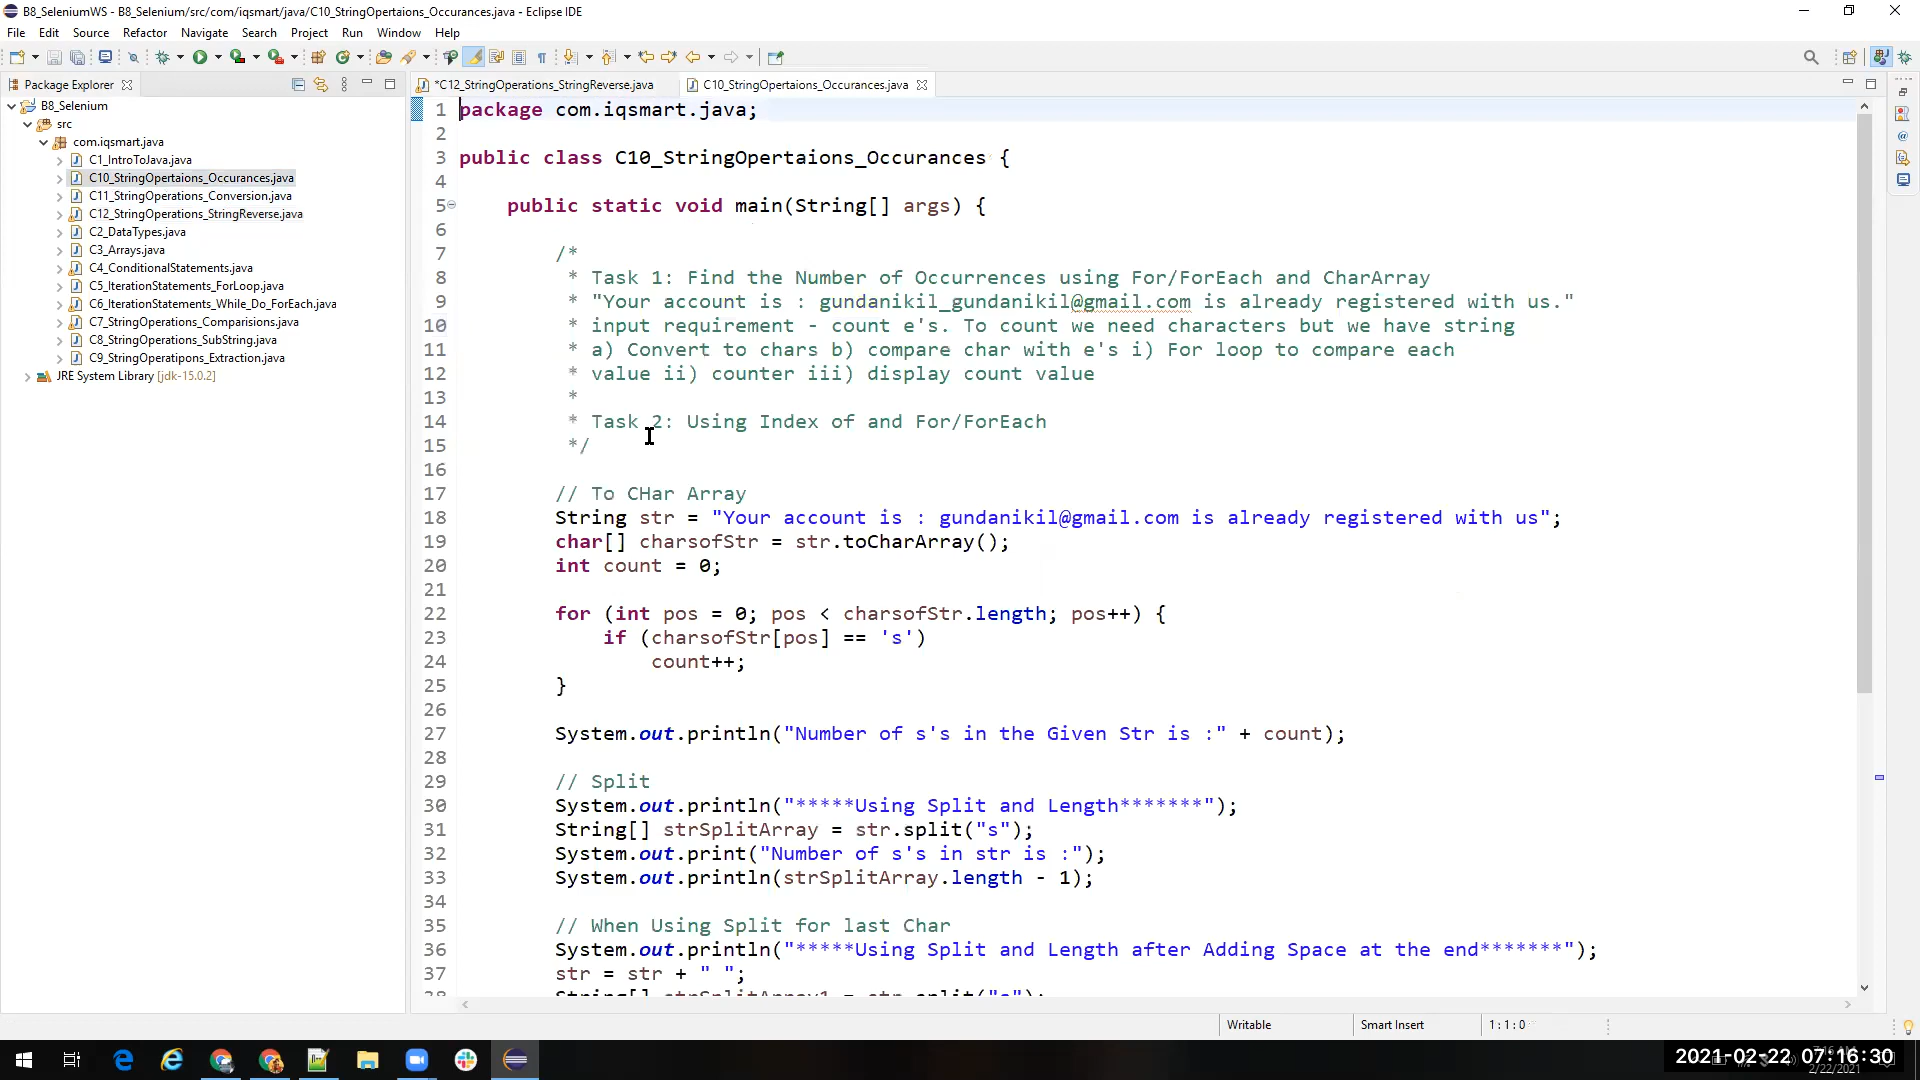 B8_SeleniumWS - B8_Selenium/src/com/iqsmart/java/C10_StringOpertaions_Occurances.java - Eclipse IDE
File Edit Source Refactor Navigate Search Project Run Window Help
Package Explorer
*C12_StringOperations_StringReverse.java
C10_StringOpertaions_Occurances.java
B8_Selenium
src
com.iqsmart.java
C1_IntroToJava.java
C10_StringOpertaions_Occurances.java
C11_StringOperations_Conversion.java
C12_StringOperations_StringReverse.java
C2_DataTypes.java
C3_Arrays.java
C4_ConditionalStatements.java
C5_IterationStatements_ForLoop.java
C6_IterationStatements_While_Do_ForEach.java
C7_StringOperations_Comparisions.java
C8_StringOperations_SubString.java
C9_StringOperatipons_Extraction.java
JRE System Library [jdk-15.0.2]
1 package com.iqsmart.java;
2
3 public class C10_StringOpertaions_Occurances {
4
5 public static void main(String[] args) {
6
7 /*
8 * Task 1: Find the Number of Occurrences using For/ForEach and CharArray
9 * "Your account is : gundanikil_gundanikil@gmail.com is already registered with us."
10 * input requirement - count e's. To count we need characters but we have string
11 * a) Convert to chars b) compare char with e's i) For loop to compare each
12 * value ii) counter iii) display count value
13 *
14 * Task 2: Using Index of and For/ForEach
15 */
16
17 // To CHar Array
18 String str = "Your account is : gundanikil@gmail.com is already registered with us";
19 char[] charsofStr = str.toCharArray();
20 int count = 0;
21
22 for (int pos = 0; pos < charsofStr.length; pos++) {
23 if (charsofStr[pos] == 's')
24 count++;
25 }
26
27 System.out.println("Number of s's in the Given Str is :" + count);
28
29 // Split
30 System.out.println("*****Using Split and Length*******");
31 String[] strSplitArray = str.split("s");
32 System.out.print("Number of s's in str is :");
33 System.out.println(strSplitArray.length - 1);
34
35 // When Using Split for last Char
36 System.out.println("*****Using Split and Length after Adding Space at the end*******");
37 str = str + " ";
38 String[] strSplitArray1 = str.split("s");
Writable
Smart Insert
1 : 1 : 0
2021-02-22 07:16:30
2/22/2021